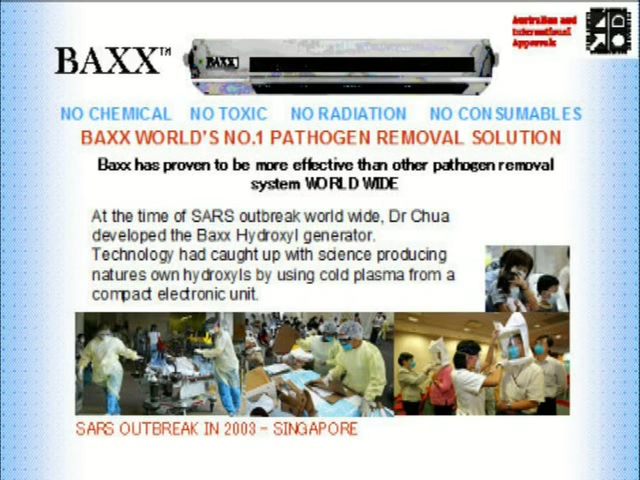 BAXX™
BAXX
Australian and
International
Approvals
NO CHEMICAL NO TOXIC NO RADIATION NO CONSUMABLES
BAXX WORLD'S NO.1 PATHOGEN REMOVAL SOLUTION
Baxx has proven to be more effective than other pathogen removal
system WORLD WIDE
At the time of SARS outbreak world wide, Dr Chua
developed the Baxx Hydroxyl generator.
Technology had caught up with science producing
natures own hydroxyls by using cold plasma from a
compact electronic unit.
SARS OUTBREAK IN 2003 - SINGAPORE